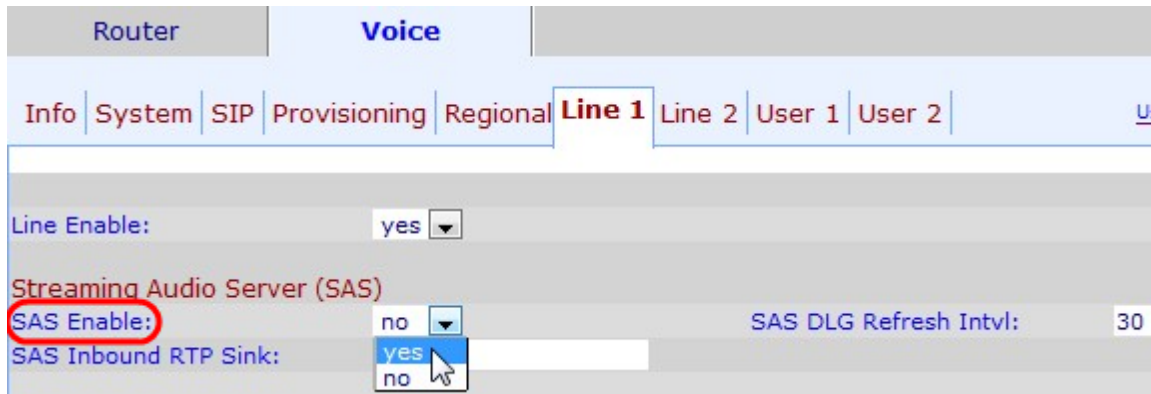 Router Voice
Info System SIP Provisioning Regional Line 1 Line 2 User 1 User 2
Line Enable: yes
Streaming Audio Server (SAS)
SAS Enable: no SAS DLG Refresh Intvl: 30
SAS Inbound RTP Sink:
yes
no